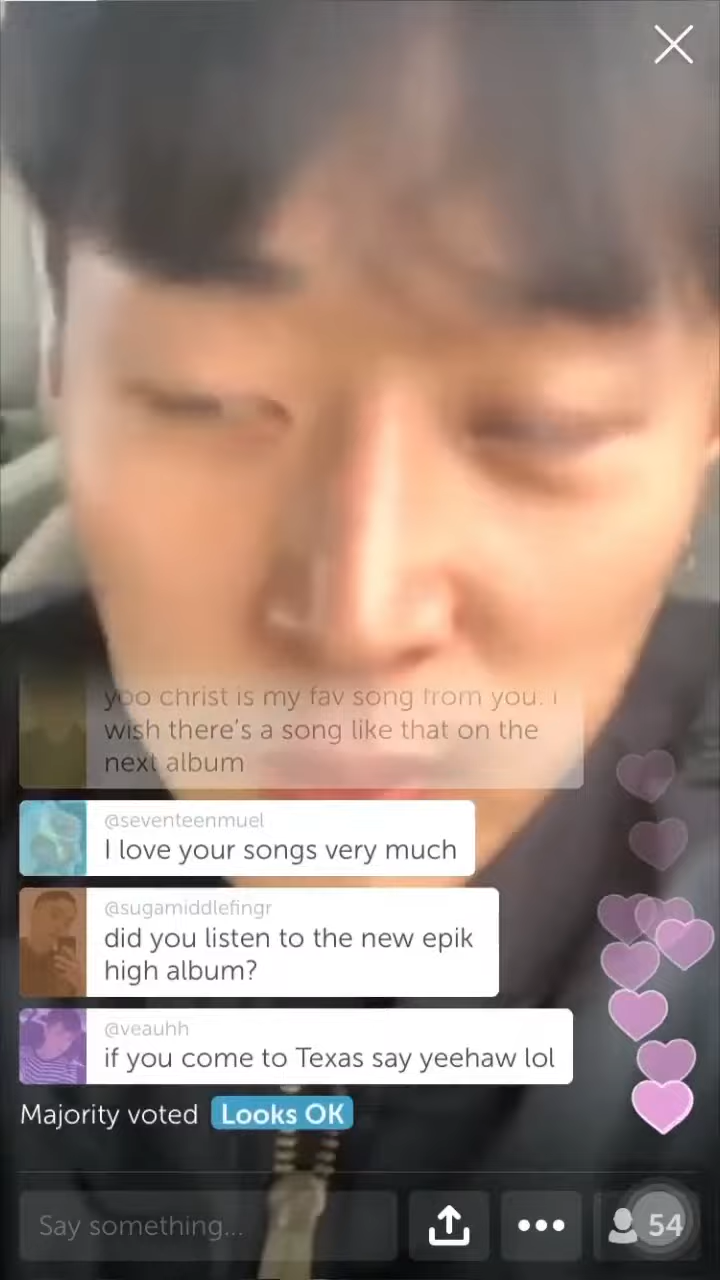 yoo christ is my fav song from you. i
wish there's a song like that on the
next album
@seventeenmuel
I love your songs very much
@sugamiddlefingr
did you listen to the new epik
high album?
@veauhh
if you come to Texas say yeehaw lol
Majority voted Looks OK
Say something...
54